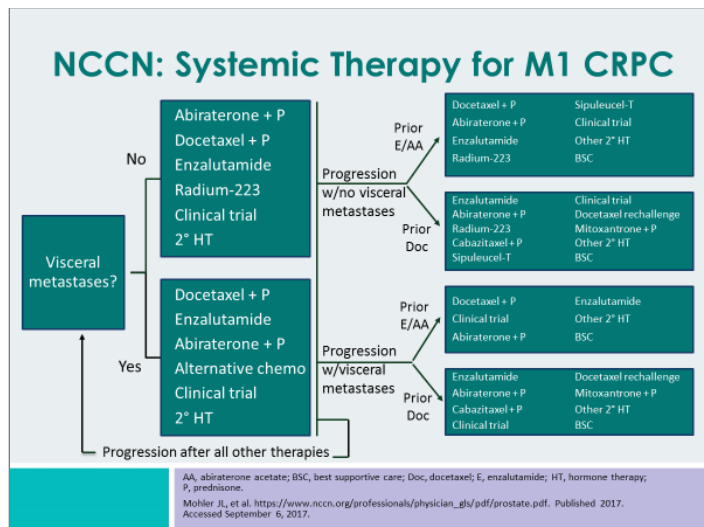 NCCN: Systemic Therapy for M1 CRPC
Visceral
metastases?
No
Yes
Abiraterone + P
Docetaxel + P
Enzalutamide
Radium-223
Clinical trial
2° HT
Docetaxel + P
Enzalutamide
Abiraterone + P
Alternative chemo
Clinical trial
2° HT
Progression
w/no visceral
metastases
Prior
E/AA
Prior
Doc
Docetaxel + P Sipuleucel-T
Abiraterone + P Clinical trial
Enzalutamide Other 2° HT
Radium-223 BSC
Enzalutamide Clinical trial
Abiraterone + P Docetaxel rechallenge
Radium-223 Mitoxantrone + P
Cabazitaxel + P Other 2° HT
Sipuleucel-T BSC
Progression
w/visceral
metastases
Prior
E/AA
Prior
Doc
Docetaxel + P Enzalutamide
Clinical trial Other 2° HT
Abiraterone + P BSC
Enzalutamide Docetaxel rechallenge
Abiraterone + P Mitoxantrone + P
Cabazitaxel + P Other 2° HT
Clinical trial BSC
Progression after all other therapies
AA, abiraterone acetate; BSC, best supportive care; Doc, docetaxel; E, enzalutamide; HT, hormone therapy;
P, prednisone.
Mohler JL, et al. https://www.nccn.org/professionals/physician_gls/pdf/prostate.pdf. Published 2017.
Accessed September 6, 2017.